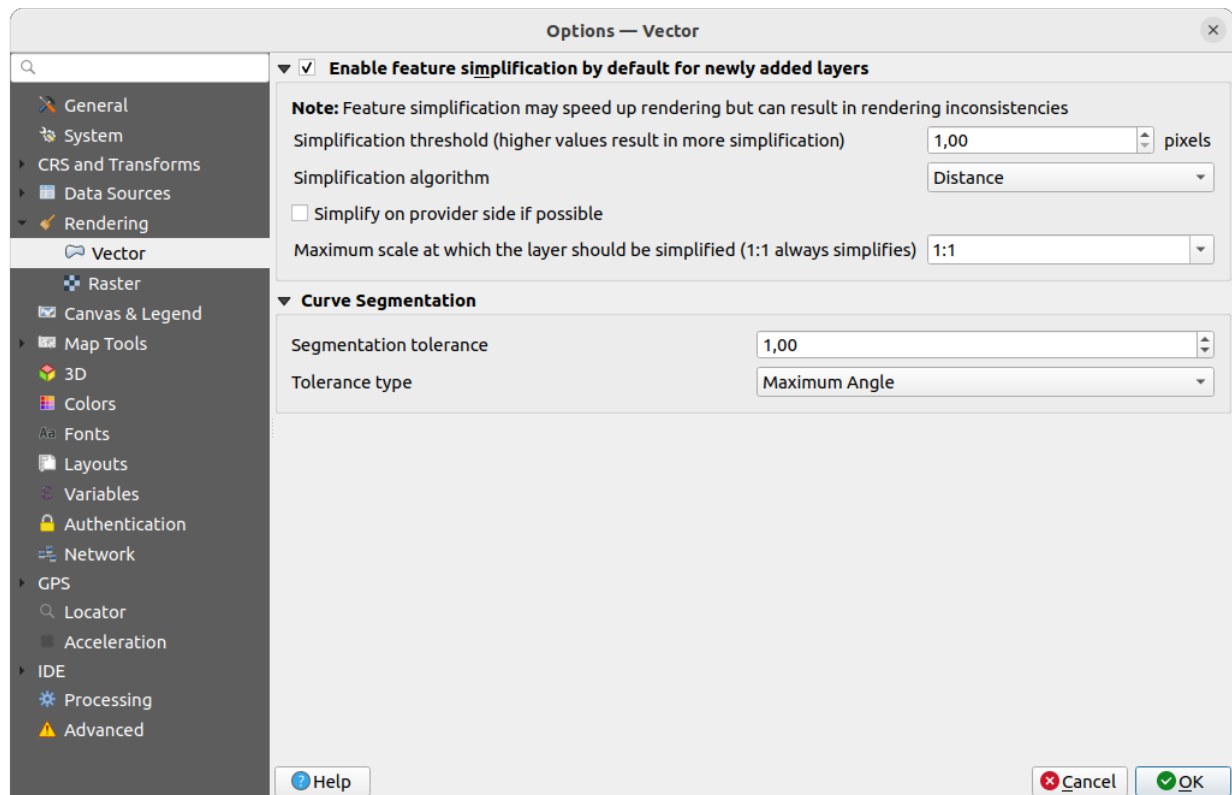 Options — Vector
General
System
CRS and Transforms
Data Sources
Rendering
Vector
Raster
Canvas & Legend
Map Tools
3D
Colors
Fonts
Layouts
Variables
Authentication
Network
GPS
Locator
Acceleration
IDE
Processing
Advanced
Enable feature simplification by default for newly added layers
Note: Feature simplification may speed up rendering but can result in rendering inconsistencies
Simplification threshold (higher values result in more simplification) 1,00 pixels
Simplification algorithm Distance
Simplify on provider side if possible
Maximum scale at which the layer should be simplified (1:1 always simplifies) 1:1
Curve Segmentation
Segmentation tolerance 1,00
Tolerance type Maximum Angle
Help Cancel OK